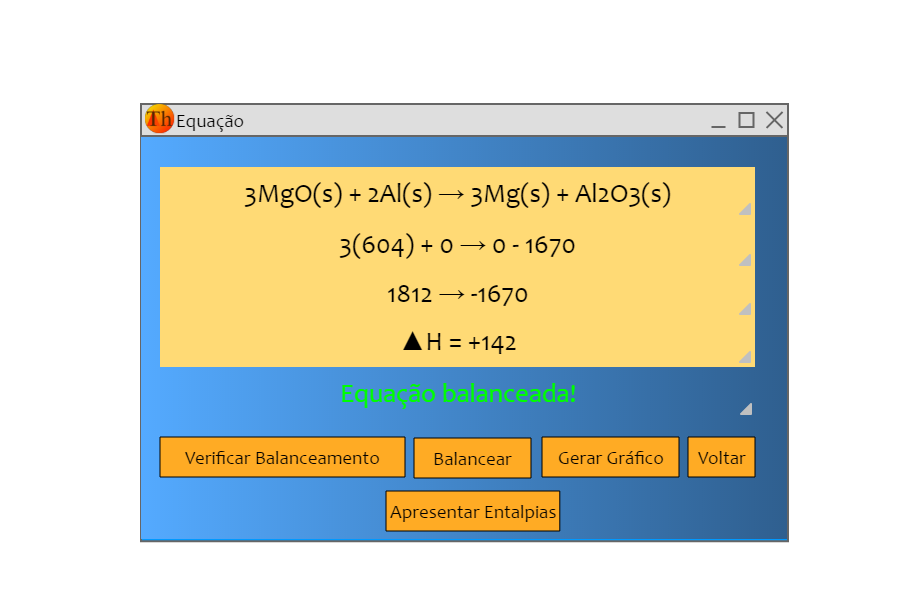 Th Equação
3MgO(s) + 2Al(s) → 3Mg(s) + Al2O3(s)
3(604) + 0 → 0 - 1670
1812 → -1670
▲H = +142
Equação balanceada!
Verificar Balanceamento Balancear Gerar Gráfico Voltar
Apresentar Entalpias